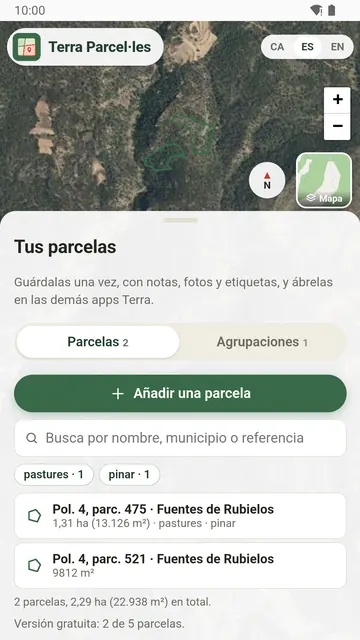 10:00
Terra Parcel·les
CA ES EN
+
−
N
Mapa
Tus parcelas
Guárdalas una vez, con notas, fotos y etiquetas, y ábrelas
en las demás apps Terra.
Parcelas 2
Agrupaciones 1
+ Añadir una parcela
Busca por nombre, municipio o referencia
pastures · 1
pinar · 1
Pol. 4, parc. 475 · Fuentes de Rubielos
1,31 ha (13.126 m²) · pastures · pinar
Pol. 4, parc. 521 · Fuentes de Rubielos
9812 m²
2 parcelas, 2,29 ha (22.938 m²) en total.
Versión gratuita: 2 de 5 parcelas.